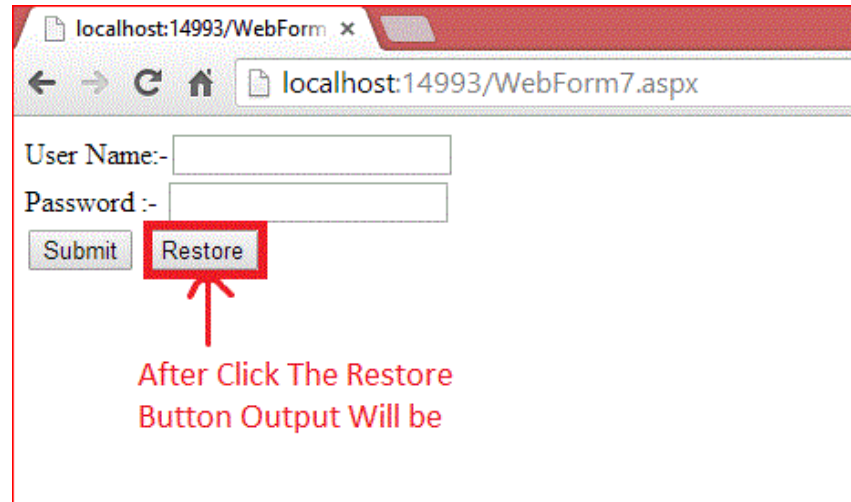 localhost:14993/WebForm
localhost:14993/WebForm7.aspx
User Name:-
Password :-
Submit Restore
After Click The Restore
Button Output Will be